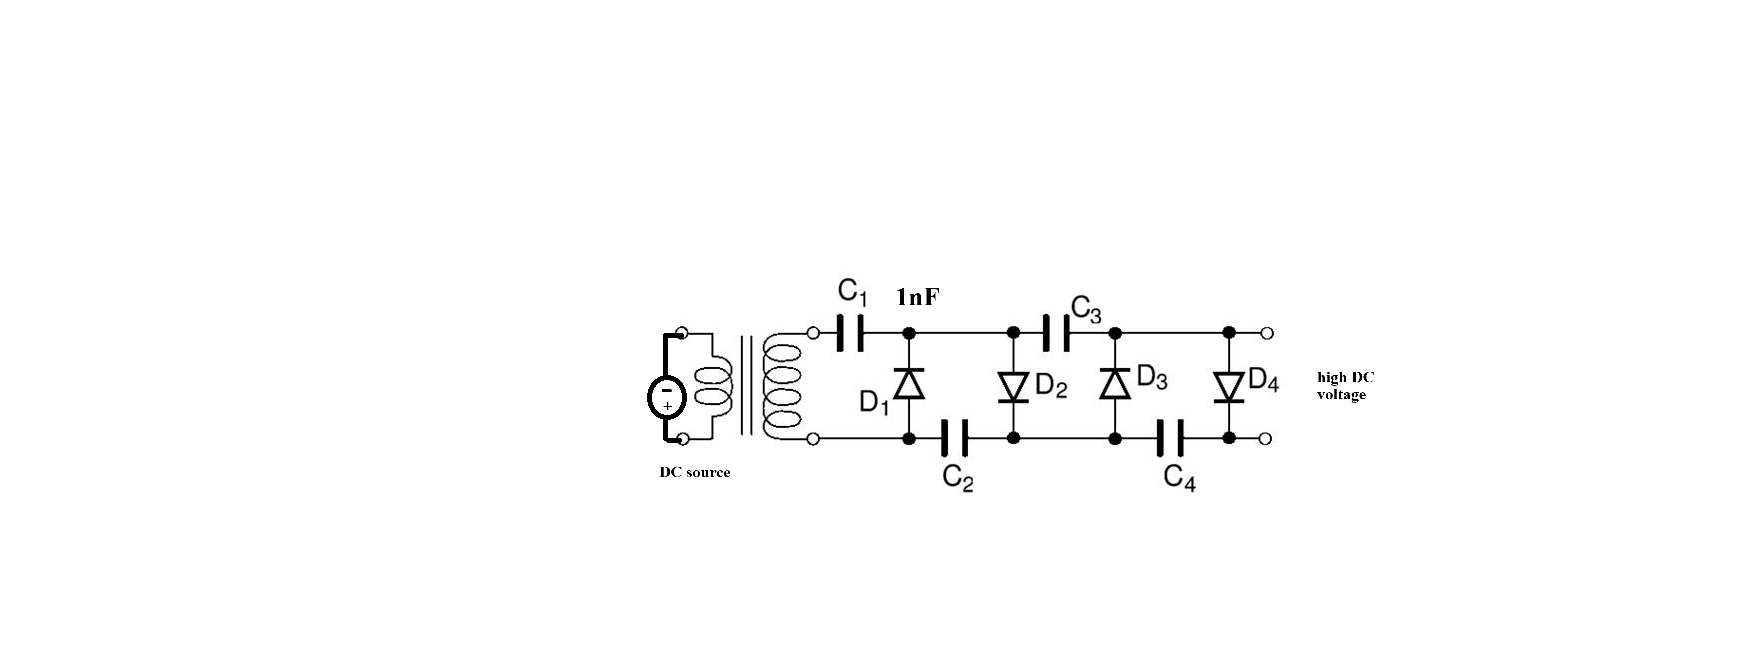 C1 1nF
C3
D1
D2
D3
D4
high DC
voltage
-
+
DC source
C2
C4